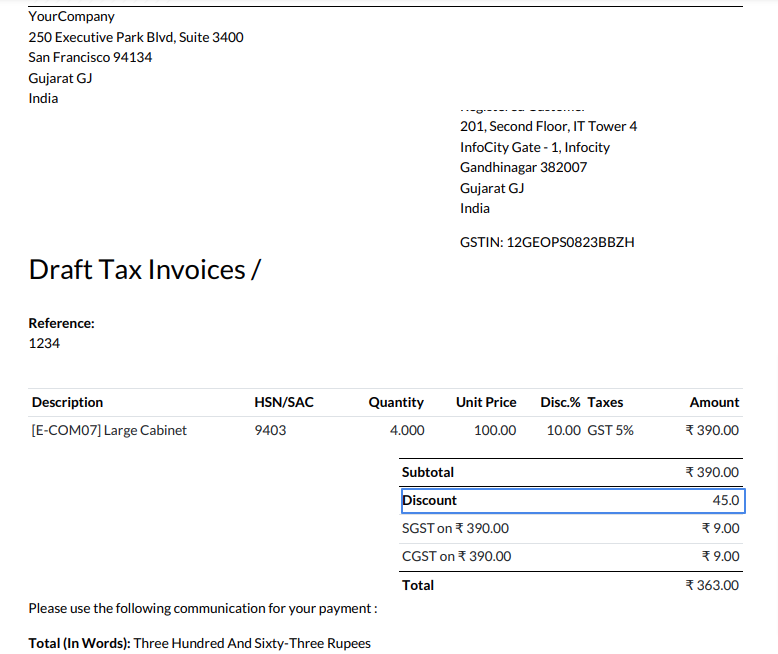 YourCompany
250 Executive Park Blvd, Suite 3400
San Francisco 94134
Gujarat GJ
India
201, Second Floor, IT Tower 4
InfoCity Gate - 1, Infocity
Gandhinagar 382007
Gujarat GJ
India
GSTIN: 12GEOPS0823BBZH
Draft Tax Invoices /
Reference:
1234
Description HSN/SAC Quantity Unit Price Disc.% Taxes Amount
[E-COM07] Large Cabinet 9403 4.000 100.00 10.00 GST 5% ₹ 390.00
Subtotal ₹ 390.00
Discount 45.0
SGST on ₹ 390.00 ₹ 9.00
CGST on ₹ 390.00 ₹ 9.00
Total ₹ 363.00
Please use the following communication for your payment :
Total (In Words): Three Hundred And Sixty-Three Rupees